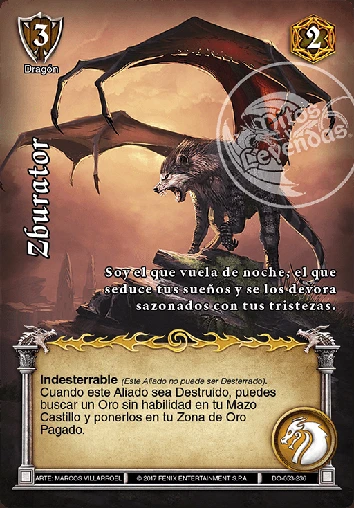 3
2
Dragón
Mitos
Leyendas
Zburator
Soy el que vuela de noche, el que
seduce tus sueños y se los devora
sazonados con tus tristezas.
Indesterrable (Este Aliado no puede ser Desterrado).
Cuando este Aliado sea Destruido, puedes
buscar un Oro sin habilidad en tu Mazo
Castillo y ponerlos en tu Zona de Oro
Pagado.
ARTE: MARCOS VILLARROEL
© 2017 FENIX ENTERTAINMENT S.P.A.